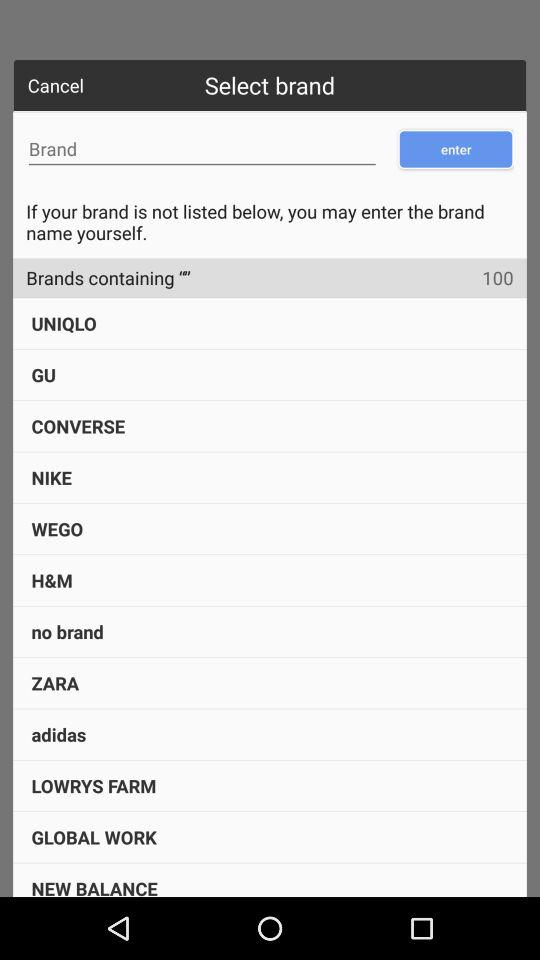 Cancel
Select brand
Brand
enter
If your brand is not listed below, you may enter the brand
name yourself.
Brands containing “”
100
UNIQLO
GU
CONVERSE
NIKE
WEGO
H&M
no brand
ZARA
adidas
LOWRYS FARM
GLOBAL WORK
NEW BALANCE